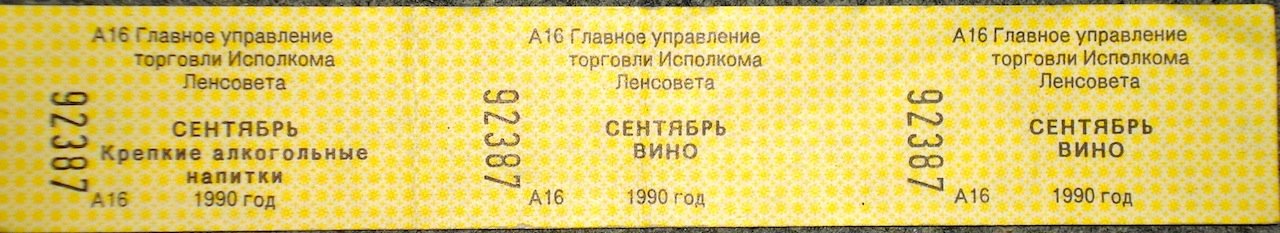 А16 Главное управление
торговли Исполкома
Ленсовета
92387
СЕНТЯБРЬ
Крепкие алкогольные
напитки
А16 1990 год
А16 Главное управление
торговли Исполкома
Ленсовета
92387
СЕНТЯБРЬ
ВИНО
А16 1990 год
А16 Главное управление
торговли Исполкома
Ленсовета
92387
СЕНТЯБРЬ
ВИНО
А16 1990 год